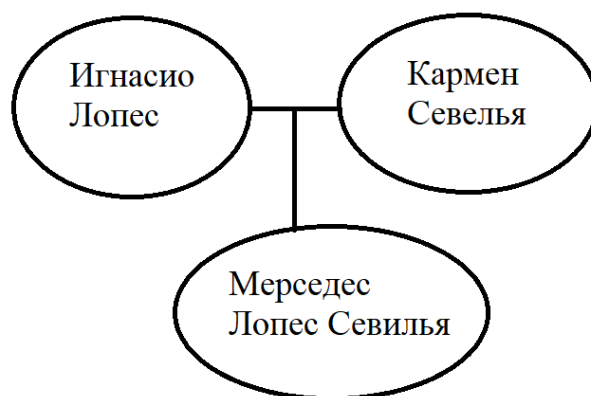 Игнасио
Лопес
Кармен
Севелья
Мерседес
Лопес Севилья